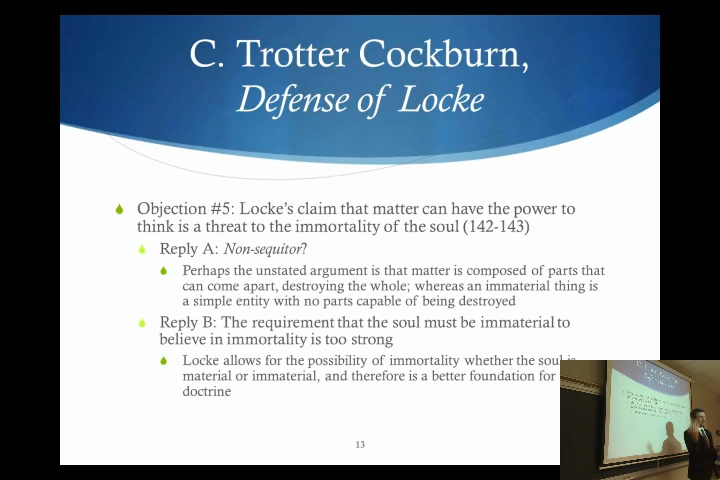 C. Trotter Cockburn,
Defense of Locke
Objection #5: Locke's claim that matter can have the power to
think is a threat to the immortality of the soul (142-143)
Reply A: Non-sequitor?
Perhaps the unstated argument is that matter is composed of parts that
can come apart, destroying the whole; whereas an immaterial thing is
a simple entity with no parts capable of being destroyed
Reply B: The requirement that the soul must be immaterial to
believe in immortality is too strong
Locke allows for the possibility of immortality whether the soul is
material or immaterial, and therefore is a better foundation for
doctrine
13